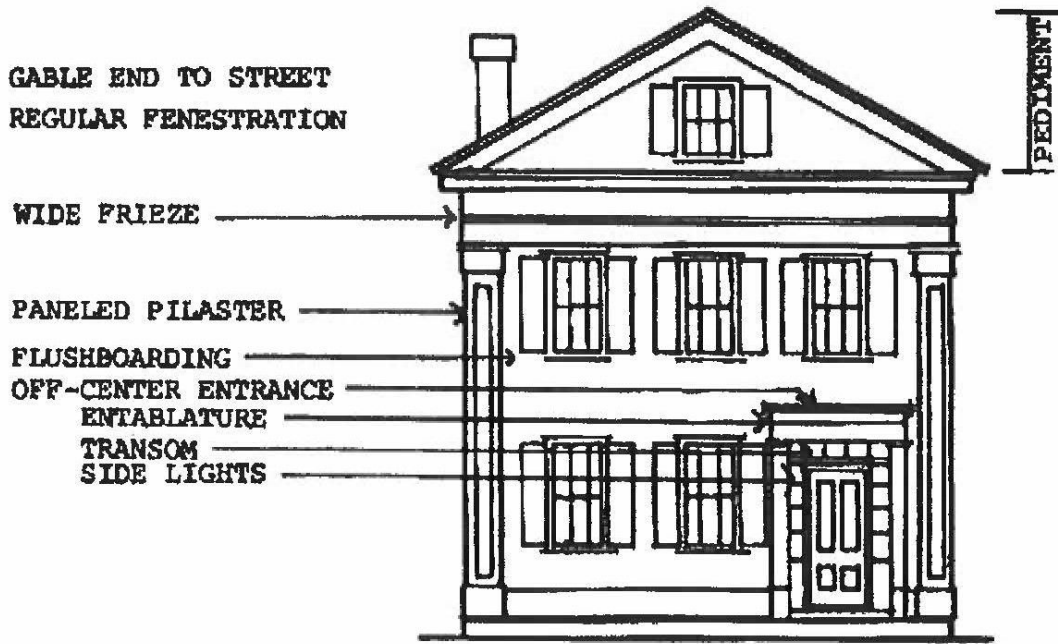 GABLE END TO STREET
REGULAR FENESTRATION
PEDIMENT
WIDE FRIEZE
PANELED PILASTER
FLUSHBOARDING
OFF-CENTER ENTRANCE
ENTABLATURE
TRANSOM
SIDE LIGHTS